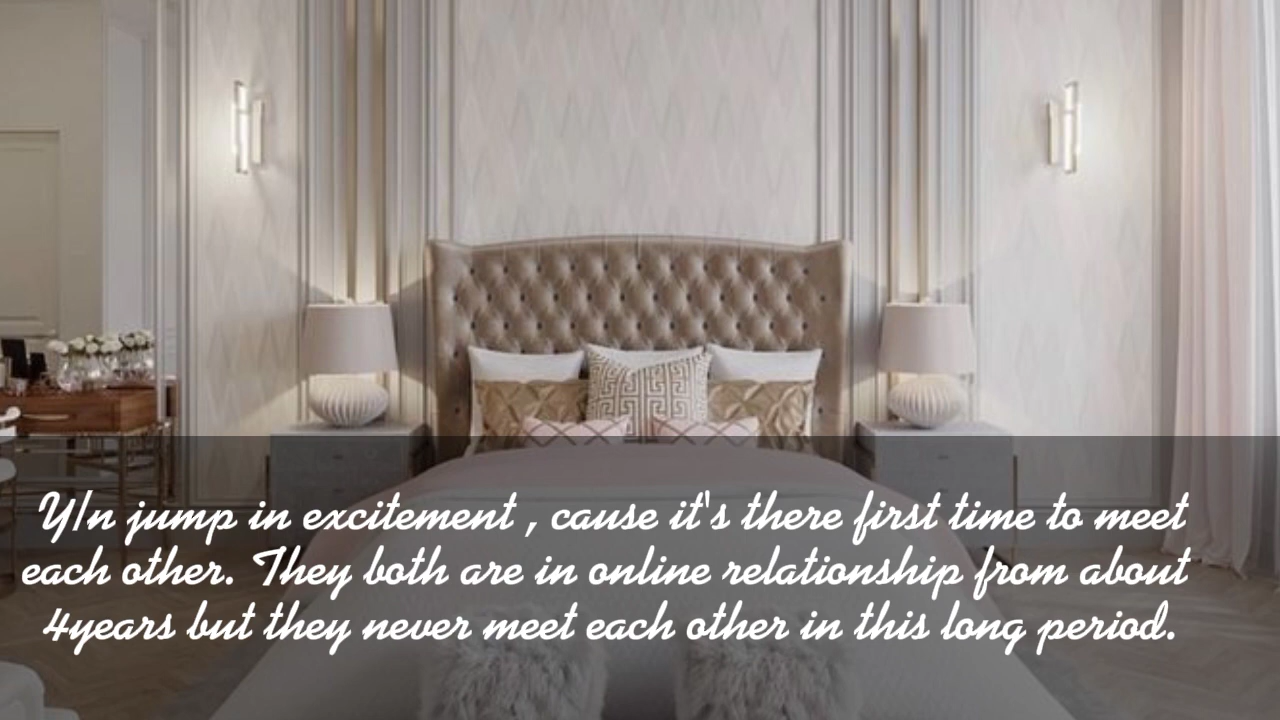 Y/n jump in excitement , cause it's there first time to meet
each other. They both are in online relationship from about
4years but they never meet each other in this long period.